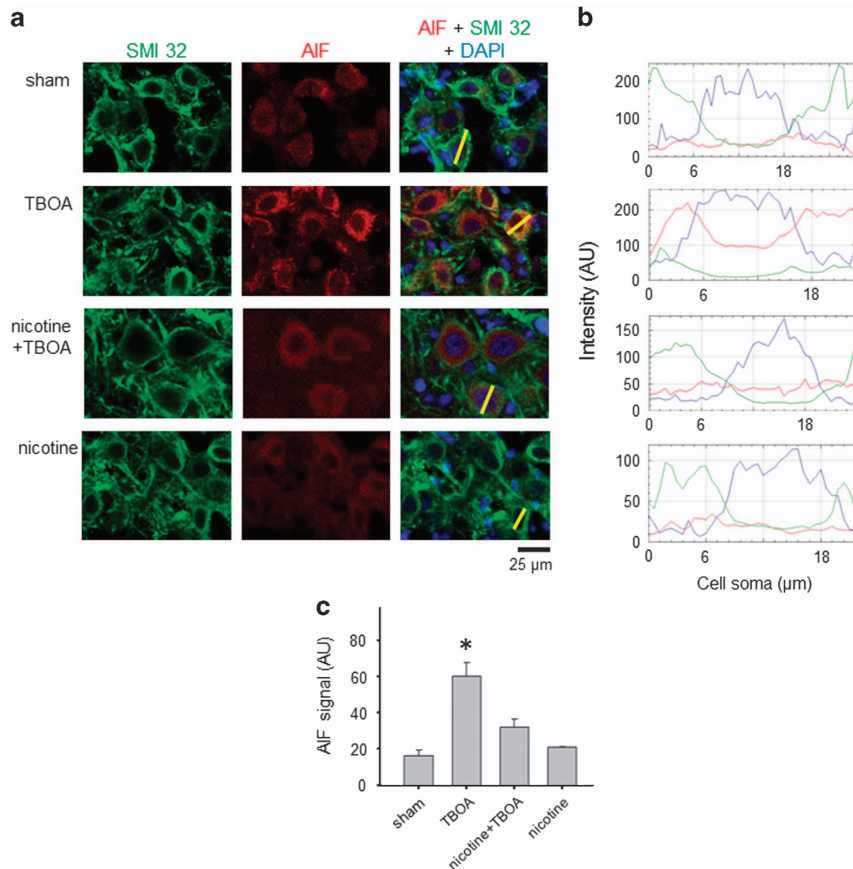 a
SMI 32
AIF
AIF + SMI 32
+ DAPI
sham
TBOA
nicotine
+TBOA
nicotine
25 µm
b
200
100
0
0
6
18
200
100
0
0
6
18
150
100
50
0
0
6
18
100
50
0
0
6
18
Intensity (AU)
Cell soma (µm)
c
AIF signal (AU)
80
60
40
20
0
*
sham
TBOA
nicotine+TBOA
nicotine